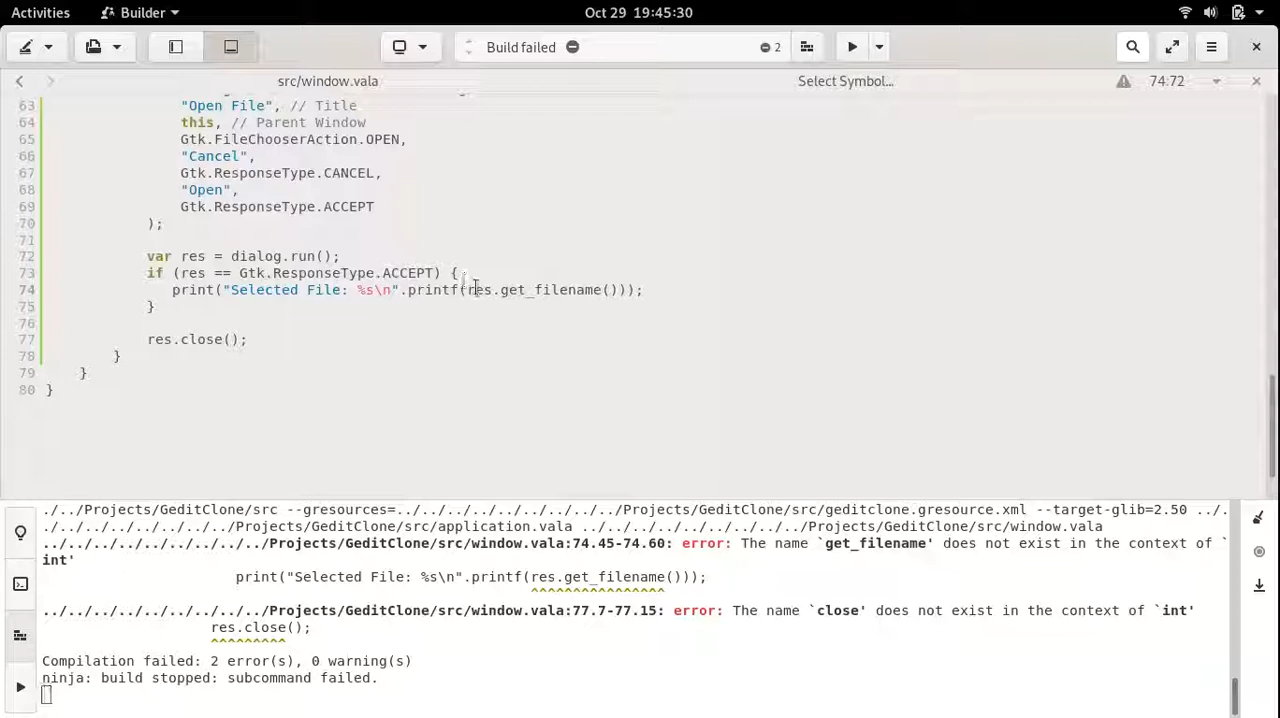 Activities
Builder
Oct 29 19:45:30
Build failed
2
src/window.vala
Select Symbol...
74:72
63 "Open File", // Title
64 this, // Parent Window
65 Gtk.FileChooserAction.OPEN,
66 "Cancel",
67 Gtk.ResponseType.CANCEL,
68 "Open",
69 Gtk.ResponseType.ACCEPT
70 );
71
72 var res = dialog.run();
73 if (res == Gtk.ResponseType.ACCEPT) {
74 print("Selected File: %s\n".printf(res.get_filename()));
75 }
76
77 res.close();
78 }
79 }
80 }
./../Projects/GeditClone/src --gresources=../../../../../../../Projects/GeditClone/src/geditclone.gresource.xml --target-glib=2.50 ../.
./../../../../../../Projects/GeditClone/src/application.vala ../../../../../../../Projects/GeditClone/src/window.vala
../../../../../../../Projects/GeditClone/src/window.vala:74.45-74.60: error: The name `get_filename' does not exist in the context of `
int'
print("Selected File: %s\n".printf(res.get_filename()));
^^^^^^^^^^^^^^^^
../../../../../../../Projects/GeditClone/src/window.vala:77.7-77.15: error: The name `close' does not exist in the context of `int'
res.close();
^^^^^^^^^
Compilation failed: 2 error(s), 0 warning(s)
ninja: build stopped: subcommand failed.